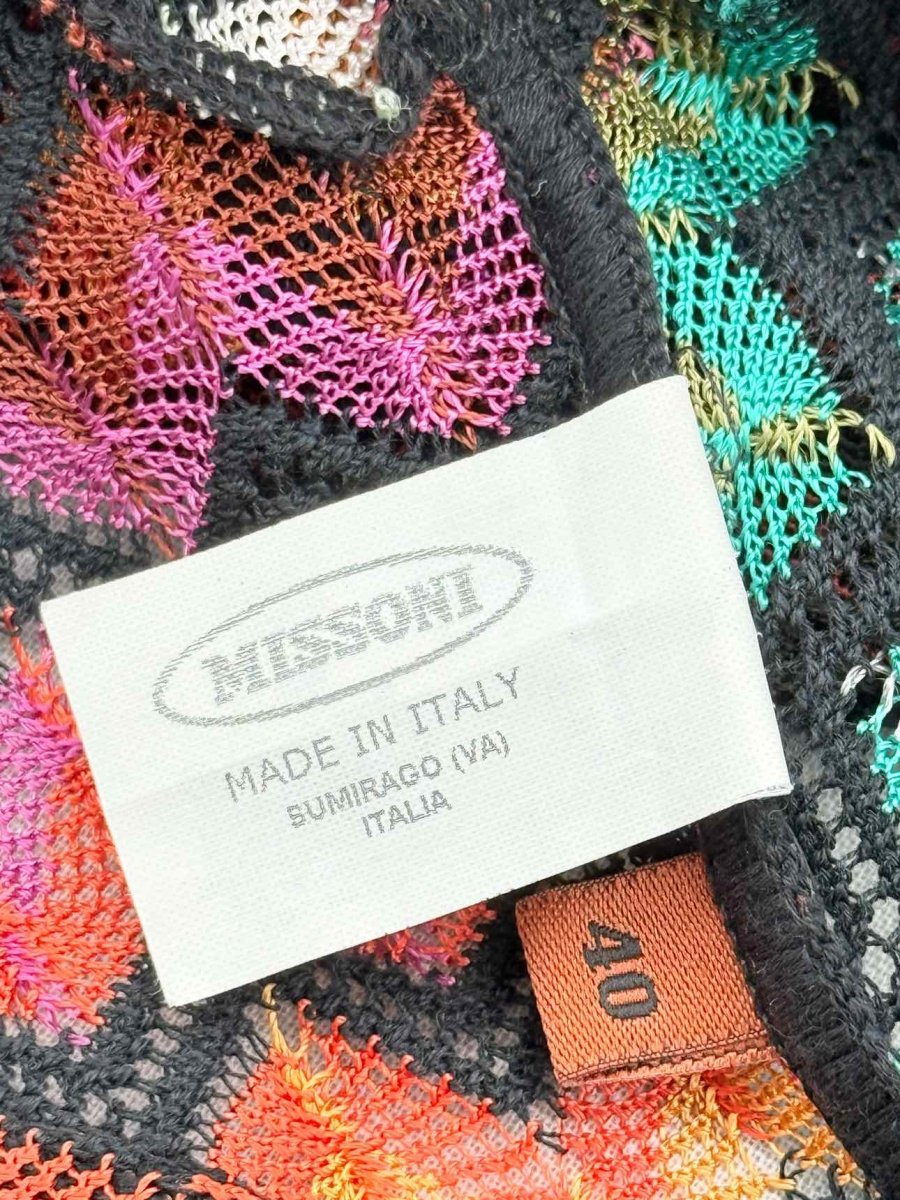 MISSONI
MADE IN ITALY
SUMIRAGO (VA)
ITALIA
40